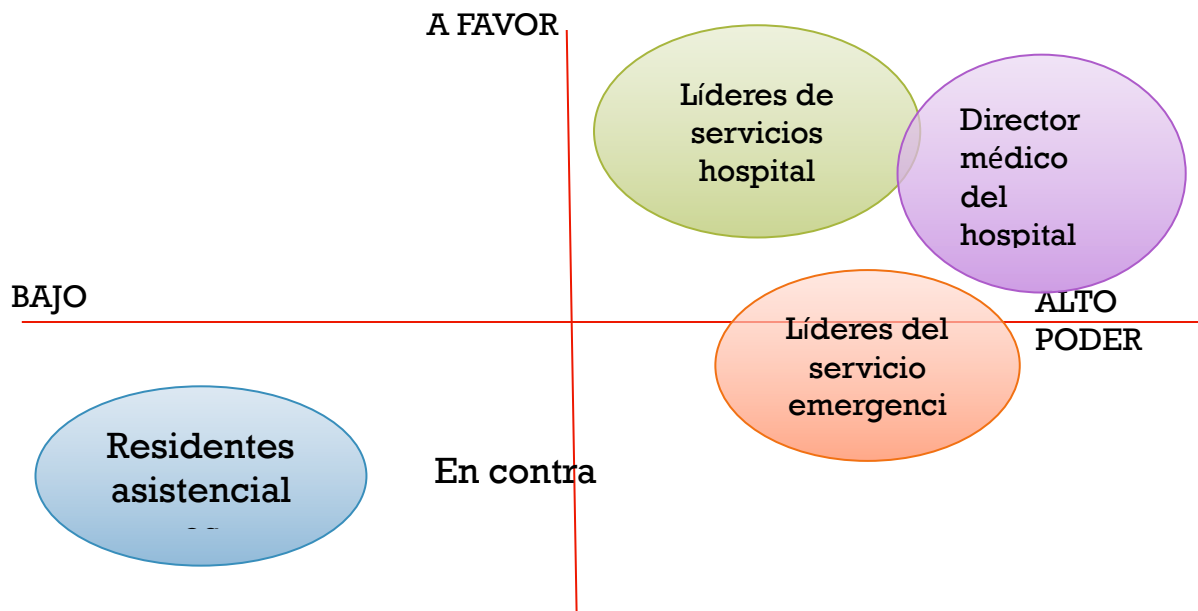 A FAVOR
Líderes de
servicios
hospital
Director
médico
del
hospital
BAJO
ALTO
PODER
Líderes del
servicio
emergenci
Residentes
asistencial
En contra